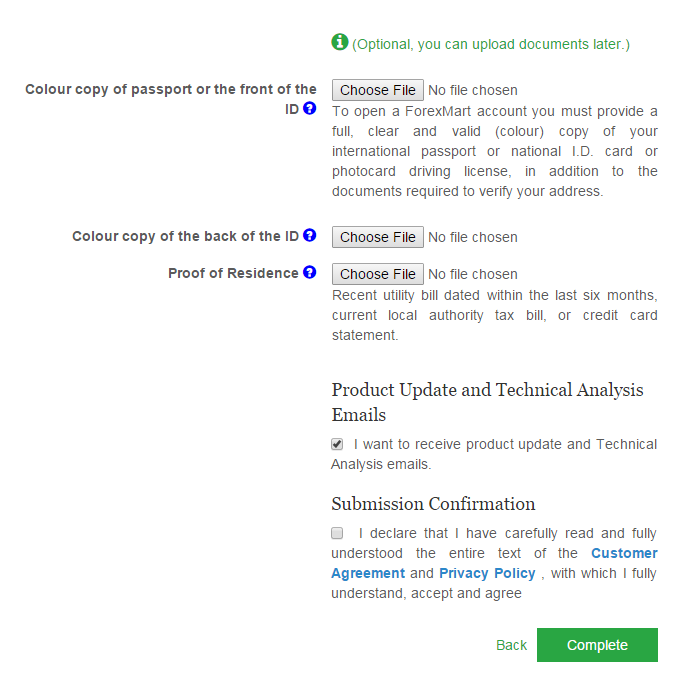 (Optional, you can upload documents later.)
Colour copy of passport or the front of the
ID
Choose File No file chosen
To open a ForexMart account you must provide a
full, clear and valid (colour) copy of your
international passport or national I.D. card or
photocard driving license, in addition to the
documents required to verify your address.
Colour copy of the back of the ID
Choose File No file chosen
Proof of Residence
Choose File No file chosen
Recent utility bill dated within the last six months,
current local authority tax bill, or credit card
statement.
Product Update and Technical Analysis
Emails
I want to receive product update and Technical
Analysis emails.
Submission Confirmation
I declare that I have carefully read and fully
understood the entire text of the Customer
Agreement and Privacy Policy , with which I fully
understand, accept and agree
Back Complete